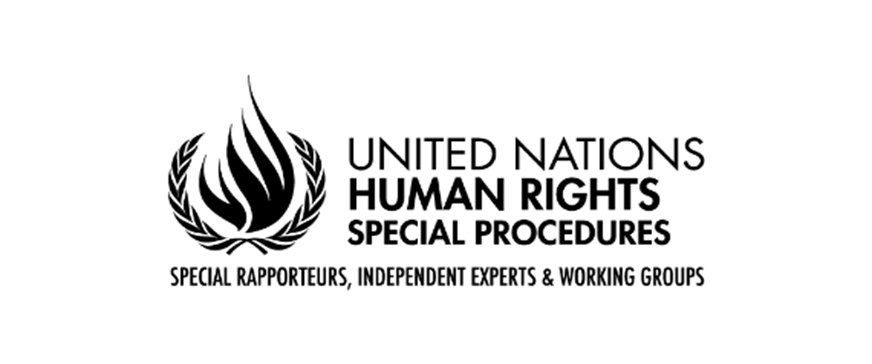 UNITED NATIONS
HUMAN RIGHTS
SPECIAL PROCEDURES
SPECIAL RAPPORTEURS, INDEPENDENT EXPERTS & WORKING GROUPS